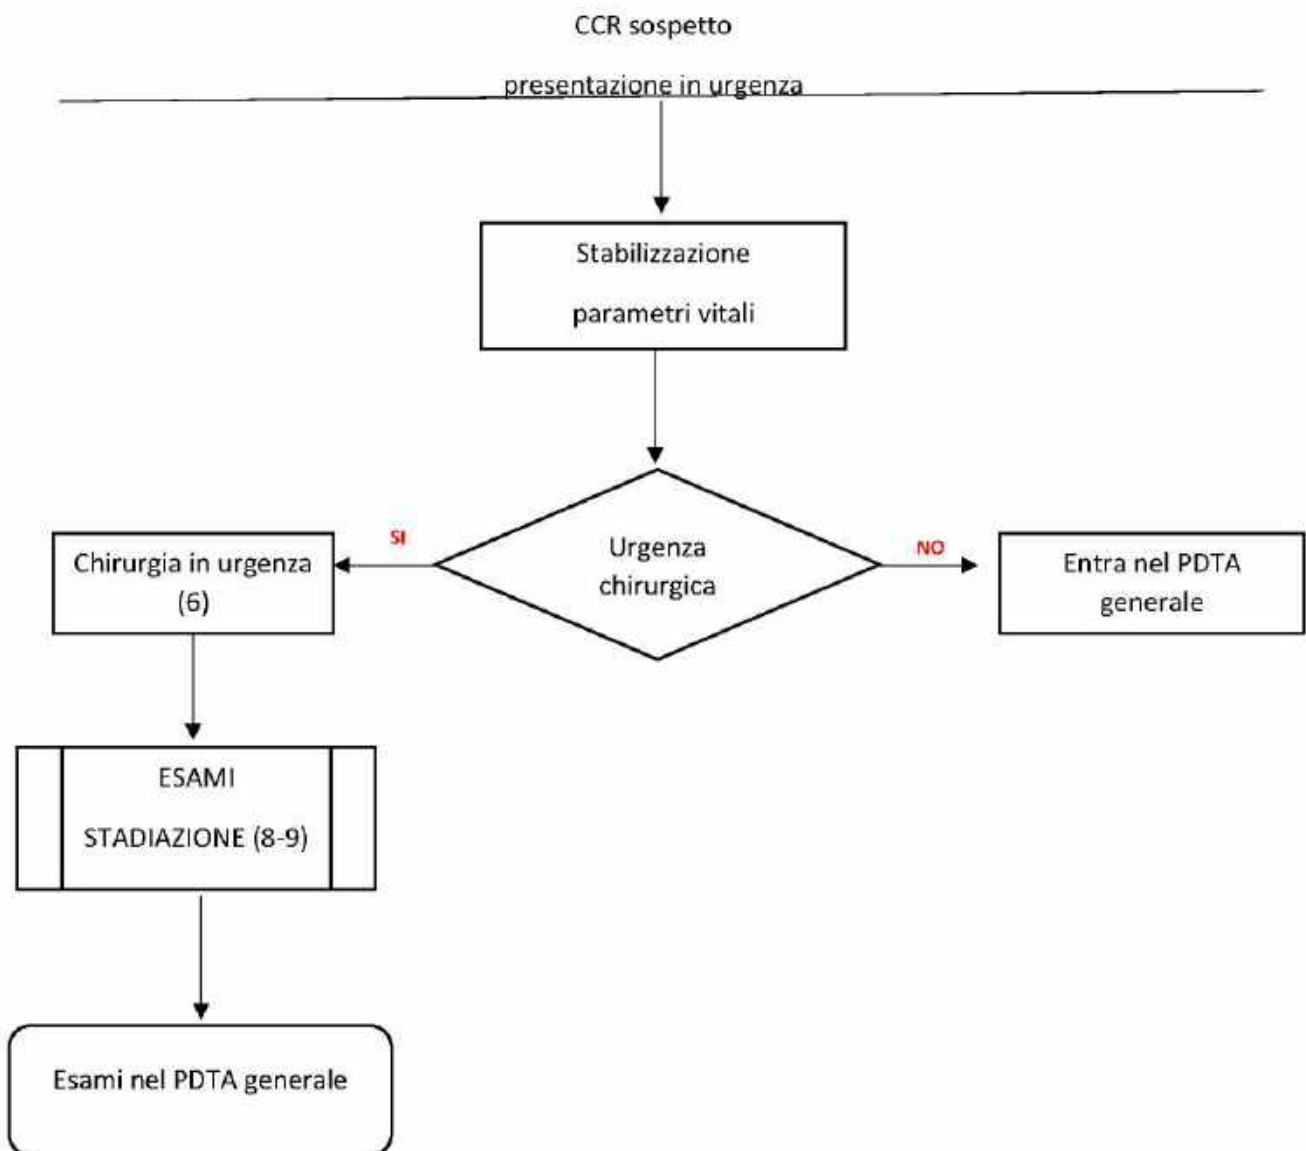 CCR sospetto
presentazione in urgenza
Stabilizzazione
parametri vitali
Urgenza
chirurgica
SI
NO
Chirurgia in urgenza
(6)
Entra nel PDTA
generale
ESAMI
STADIAZIONE (8-9)
Esami nel PDTA generale